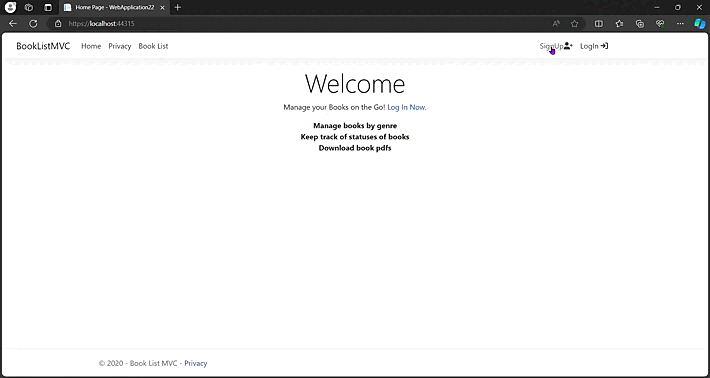 Home Page - WebApplication22
https://localhost:44315
BookListMVC Home Privacy Book List SignUp LogIn
Welcome
Manage your Books on the Go! Log In Now.
Manage books by genre
Keep track of statuses of books
Download book pdfs
© 2020 - Book List MVC - Privacy